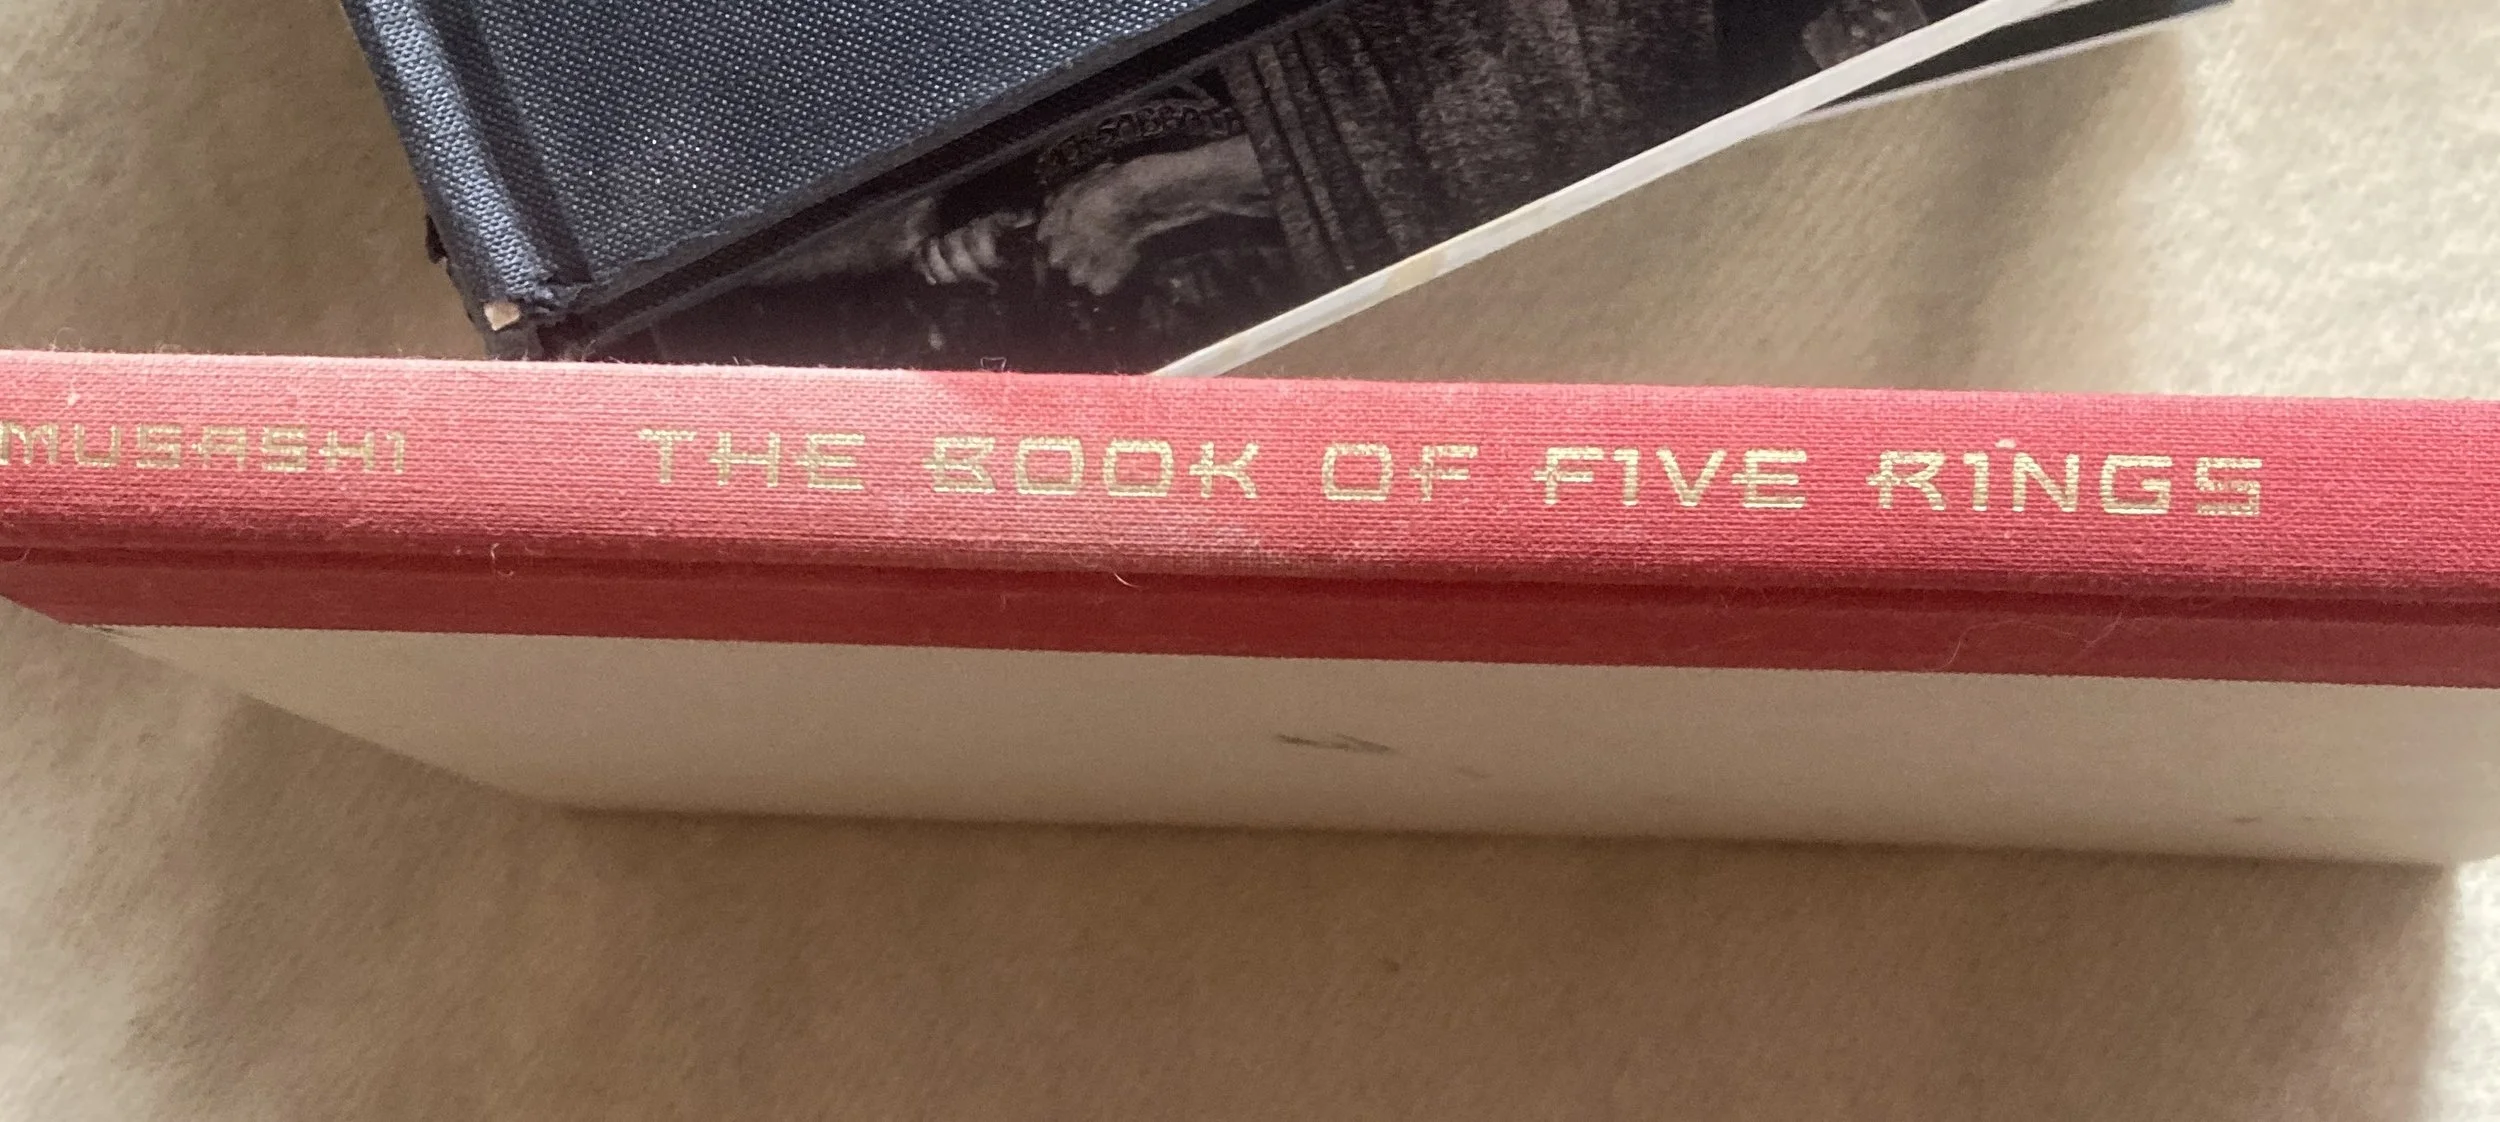 MUSASHI THE BOOK OF FIVE RINGS